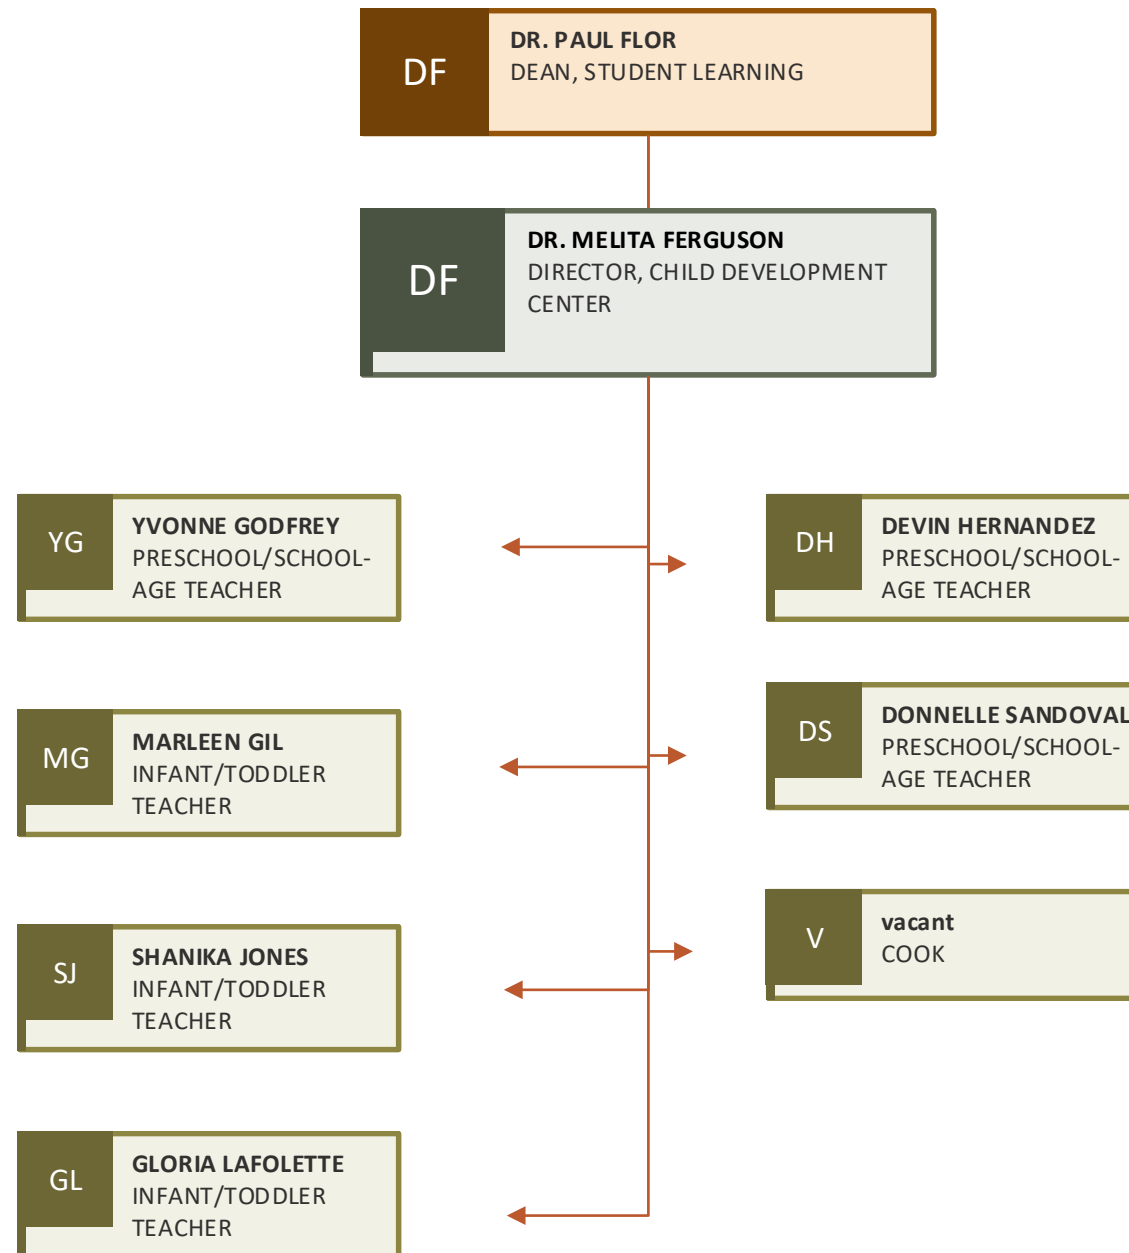 DF
DR. PAUL FLOR
DEAN, STUDENT LEARNING
DF
DR. MELITA FERGUSON
DIRECTOR, CHILD DEVELOPMENT
CENTER
YG
YVONNE GODFREY
PRESCHOOL/SCHOOL-
AGE TEACHER
DH
DEVIN HERNANDEZ
PRESCHOOL/SCHOOL-
AGE TEACHER
MG
MARLEEN GIL
INFANT/TODDLER
TEACHER
DS
DONNELLE SANDOVAL
PRESCHOOL/SCHOOL-
AGE TEACHER
SJ
SHANIKA JONES
INFANT/TODDLER
TEACHER
V
vacant
COOK
GL
GLORIA LAFOLETTE
INFANT/TODDLER
TEACHER